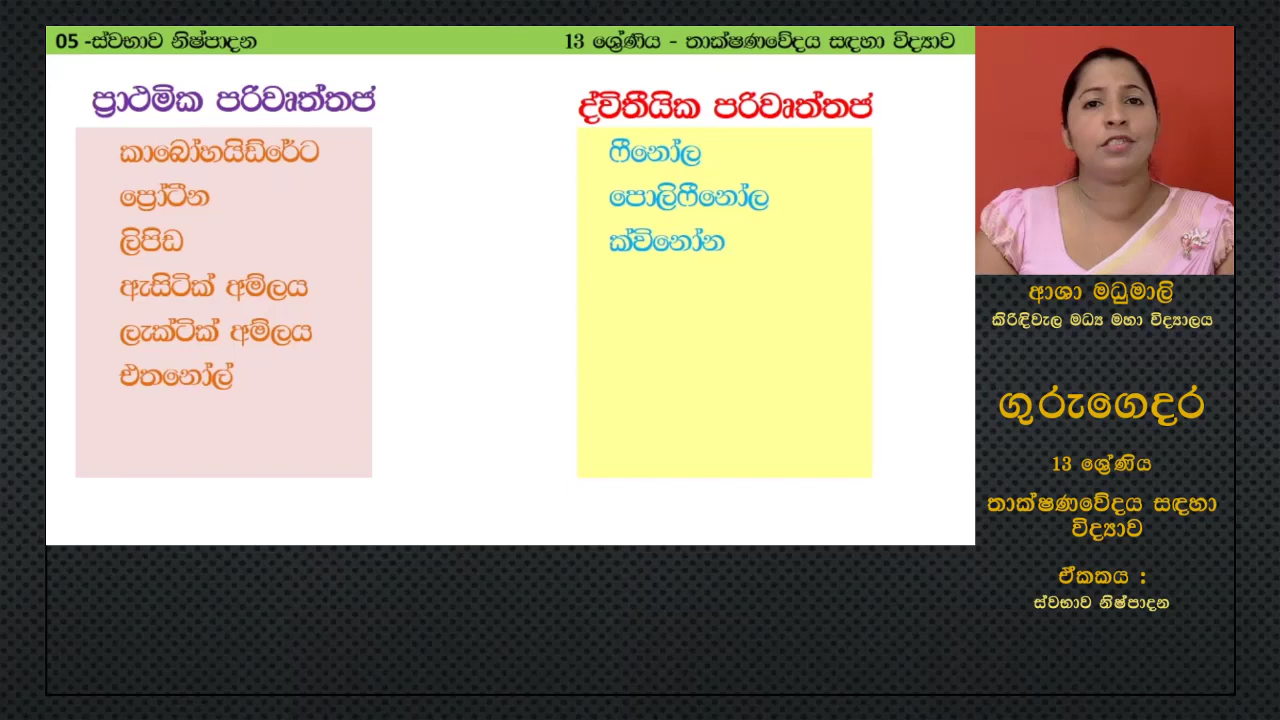 05 -ස්වභාව නිෂ්පාදන
13 ශ්‍රේණිය - තාක්ෂණවේදය සඳහා විද්‍යාව
ප්‍රාථමික පරිවෘත්තජ
කාබෝහයිඩ්රේට
ප්‍රෝටීන
ලිපිඩ
ඇසිටික් අම්ලය
ලැක්ටික් අම්ලය
එතනෝල්
ද්විතීයික පරිවෘත්තජ
ෆීනෝල
පොලිෆීනෝල
ක්විනෝන
ආශා මධුමාලි
කිරිඳිවැල මධ්‍ය මහා විද්‍යාලය
ගුරුගෙදර
13 ශ්‍රේණිය
තාක්ෂණවේදය සඳහා
විද්‍යාව
ඒකකය :
ස්වභාව නිෂ්පාදන